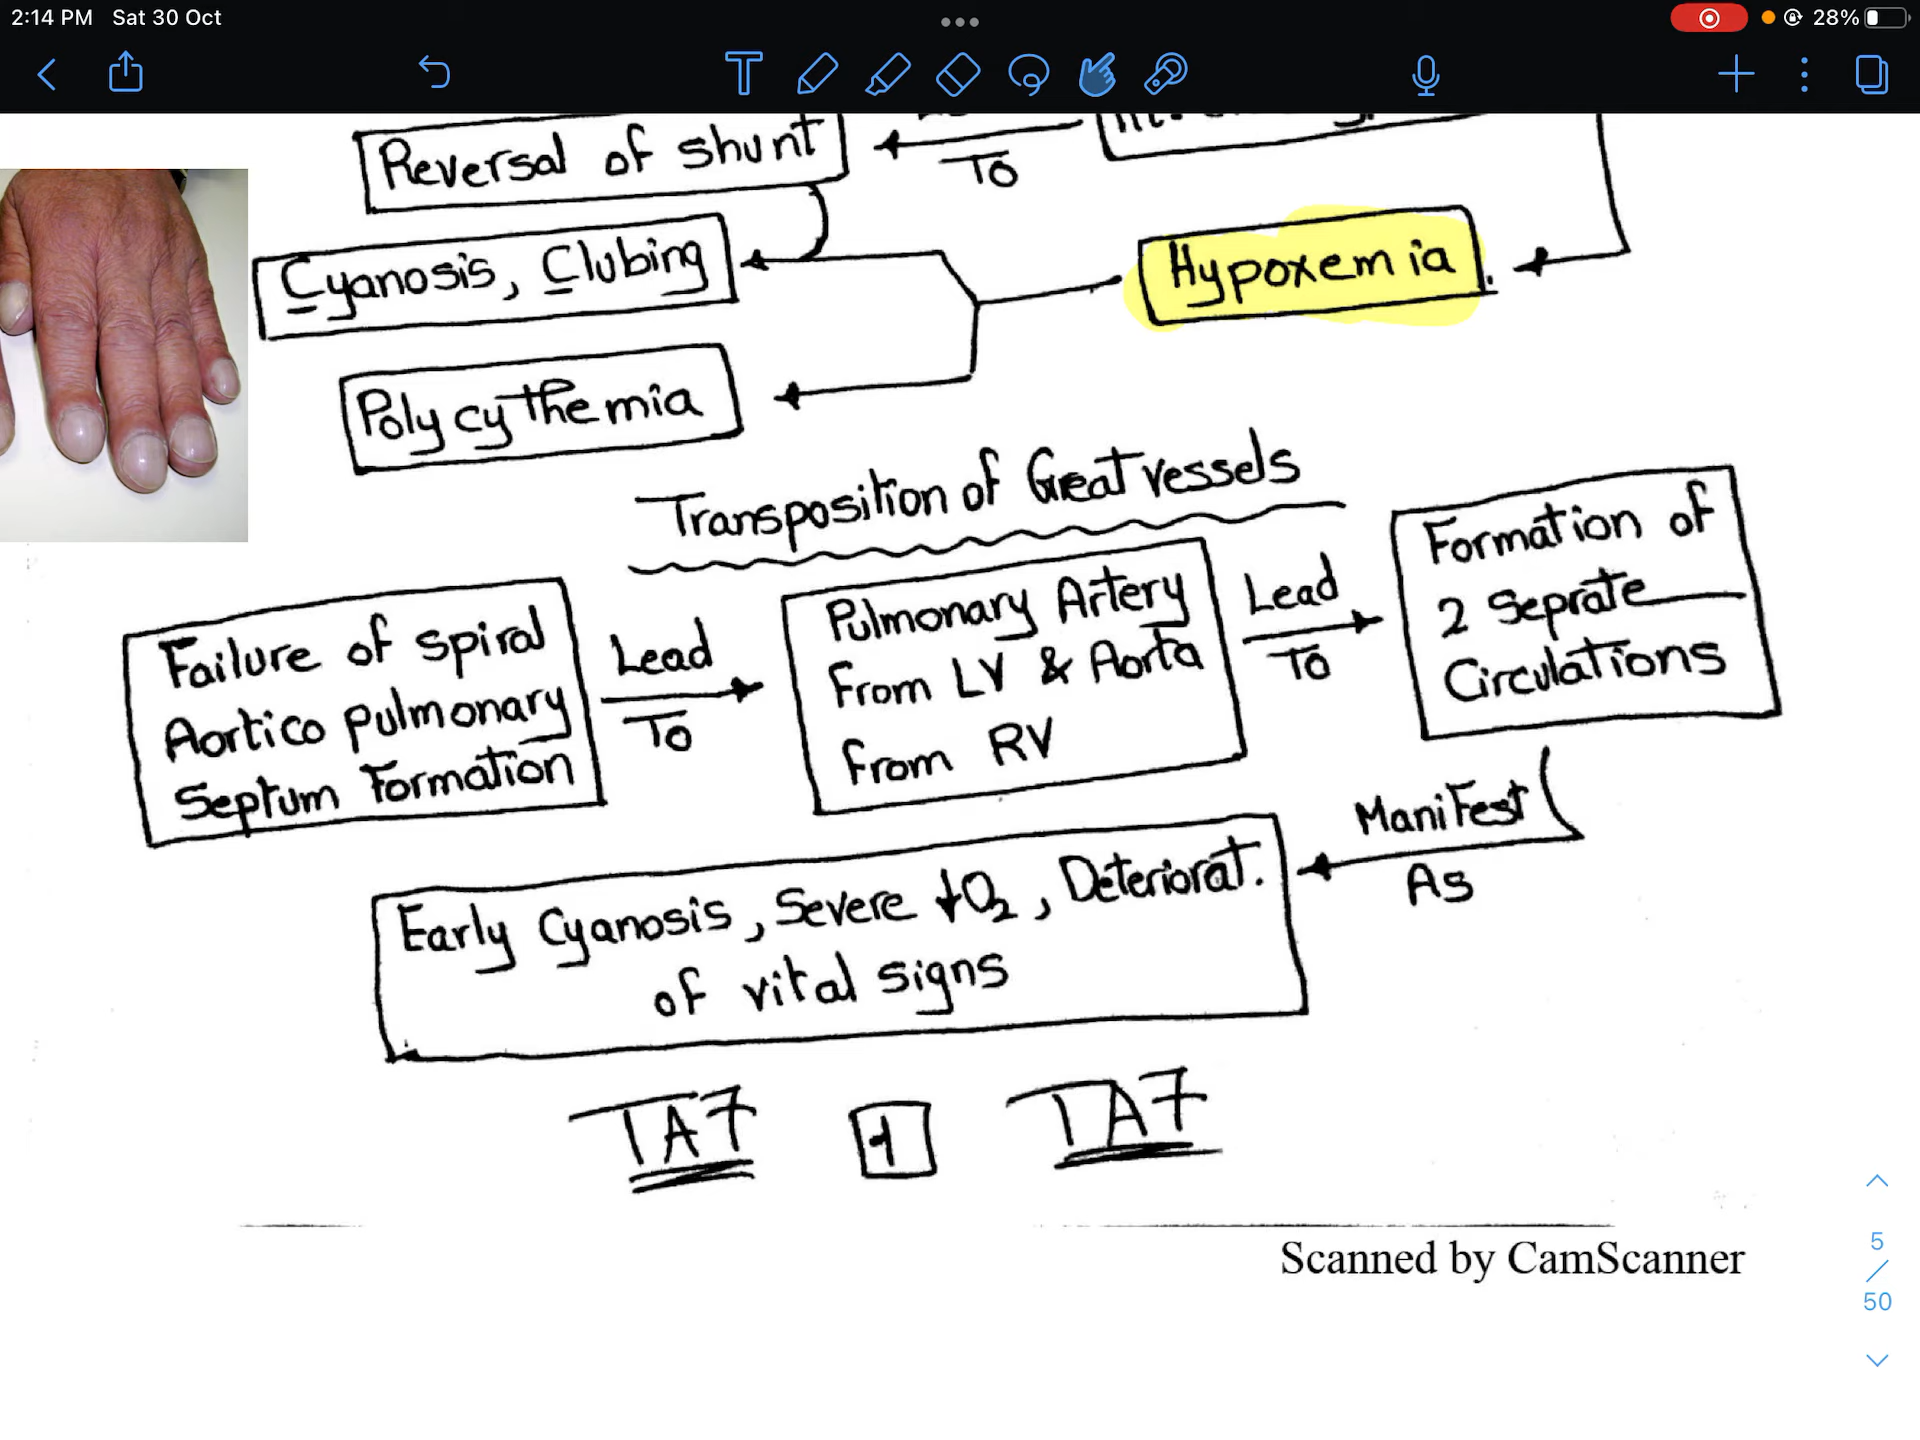 2:14 PM Sat 30 Oct
28%
Reversal of shunt
To
Cyanosis, Clubing
Hypoxemia.
Polycythemia
Transposition of Great vessels
Failure of spiral
Aortico pulmonary
Septum Formation
Lead
To
Pulmonary Artery
From LV & Aorta
from RV
Lead
To
Formation of
2 Seprate
Circulations
Manifest
As
Early Cyanosis, Severe ↓O2, Deteriorat.
of vital signs
TA7 1 TA7
Scanned by CamScanner
5
/
50